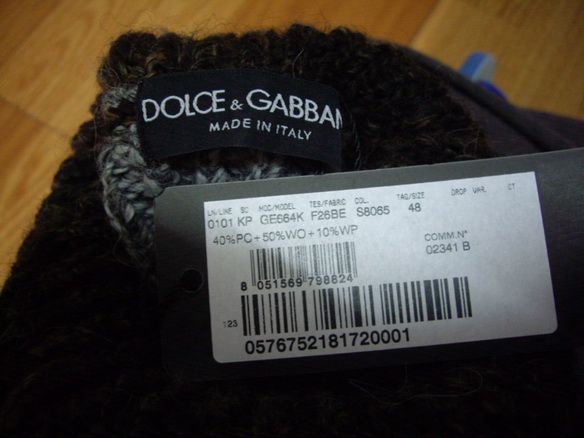 DOLCE & GABBAN
MADE IN ITALY
LN/LINE SC MOD/MODEL TES/FABRIC COL. TAG/SIZE DROP VAR. CT
0101 KP GE664K F26BE S8065 48
40%PC+50%WO+10%WP
COMM.N°
02341 B
8 051569 798824
123
0576752181720001